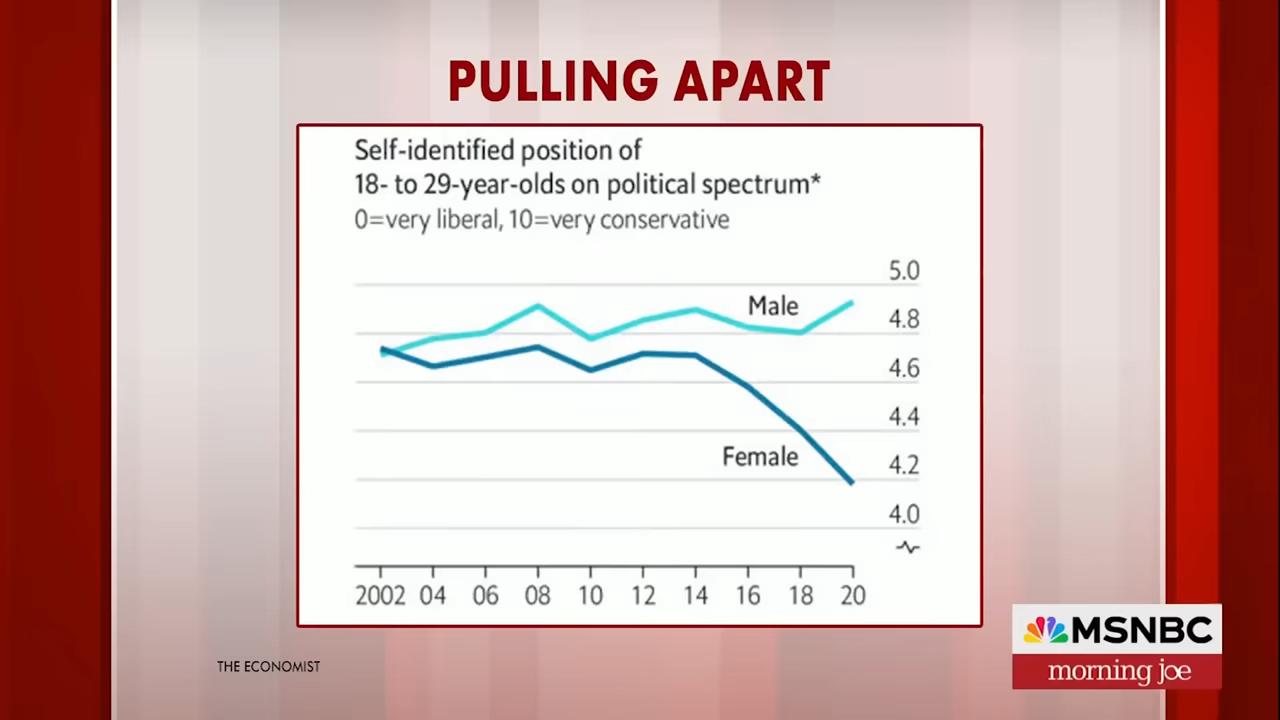 PULLING APART
Self-identified position of
18- to 29-year-olds on political spectrum*
0=very liberal, 10=very conservative
5.0
Male
4.8
4.6
4.4
Female
4.2
4.0
2002 04 06 08 10 12 14 16 18 20
THE ECONOMIST
MSNBC
morning joe